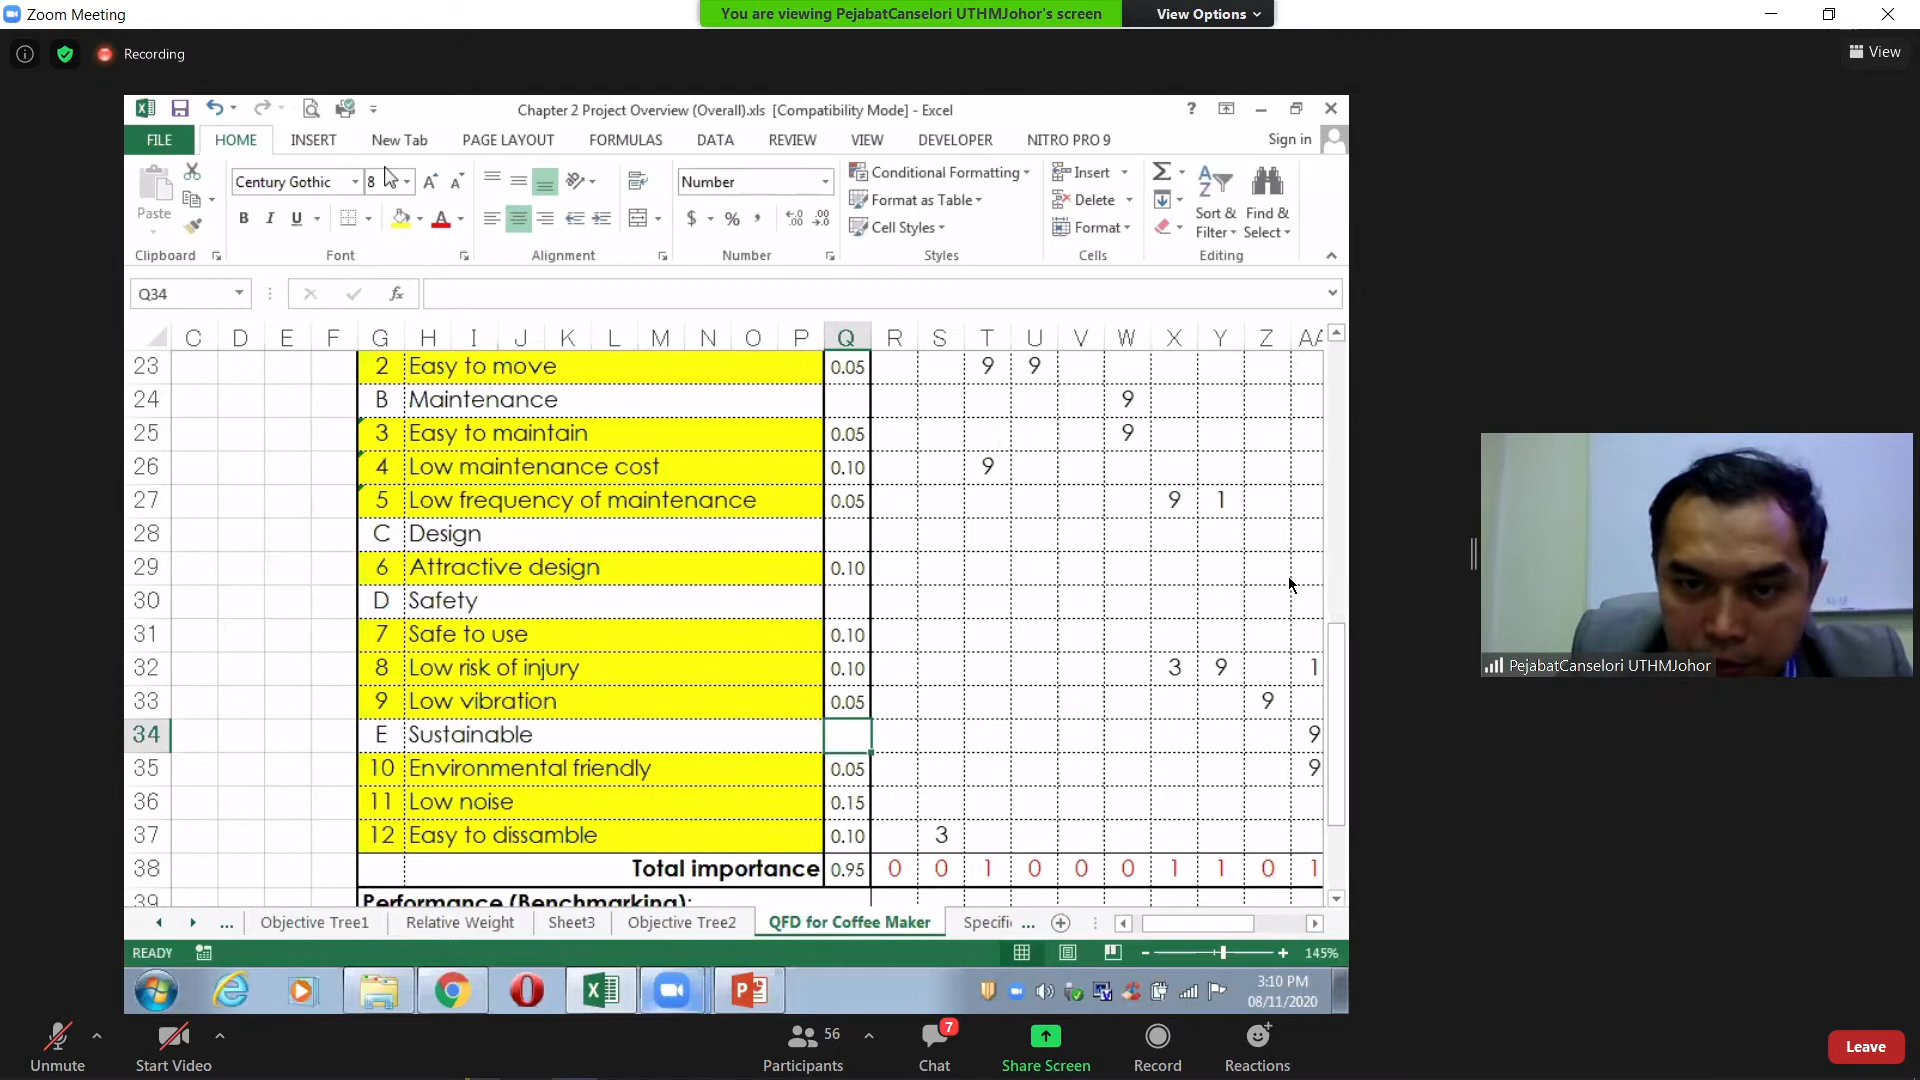 Zoom Meeting
You are viewing PejabatCanselori UTHMJohor's screen
View Options
Recording
View
Chapter 2 Project Overview (Overall).xls [Compatibility Mode] - Excel
FILE HOME INSERT New Tab PAGE LAYOUT FORMULAS DATA REVIEW VIEW DEVELOPER NITRO PRO 9 Sign in
Paste
Century Gothic 8
Number
Conditional Formatting
Format as Table
Cell Styles
Insert
Delete
Format
Sort & Filter
Find & Select
Clipboard Font Alignment Number Styles Cells Editing
Q34
C D E F G H I J K L M N O P Q R S T U V W X Y Z AA
23 2 Easy to move 0.05 9 9
24 B Maintenance 9
25 3 Easy to maintain 0.05 9
26 4 Low maintenance cost 0.10 9
27 5 Low frequency of maintenance 0.05 9 1
28 C Design
29 6 Attractive design 0.10
30 D Safety
31 7 Safe to use 0.10
32 8 Low risk of injury 0.10 3 9 1
33 9 Low vibration 0.05 9
34 E Sustainable 9
35 10 Environmental friendly 0.05 9
36 11 Low noise 0.15
37 12 Easy to dissamble 0.10 3
38 Total importance 0.95 0 0 1 0 0 0 1 1 0 1
39 Performance (Benchmarking):
... Objective Tree1 Relative Weight Sheet3 Objective Tree2 QFD for Coffee Maker Specifi ...
READY
145%
3:10 PM
08/11/2020
PejabatCanselori UTHMJohor
Unmute
Start Video
56
Participants
7
Chat
Share Screen
Record
Reactions
Leave